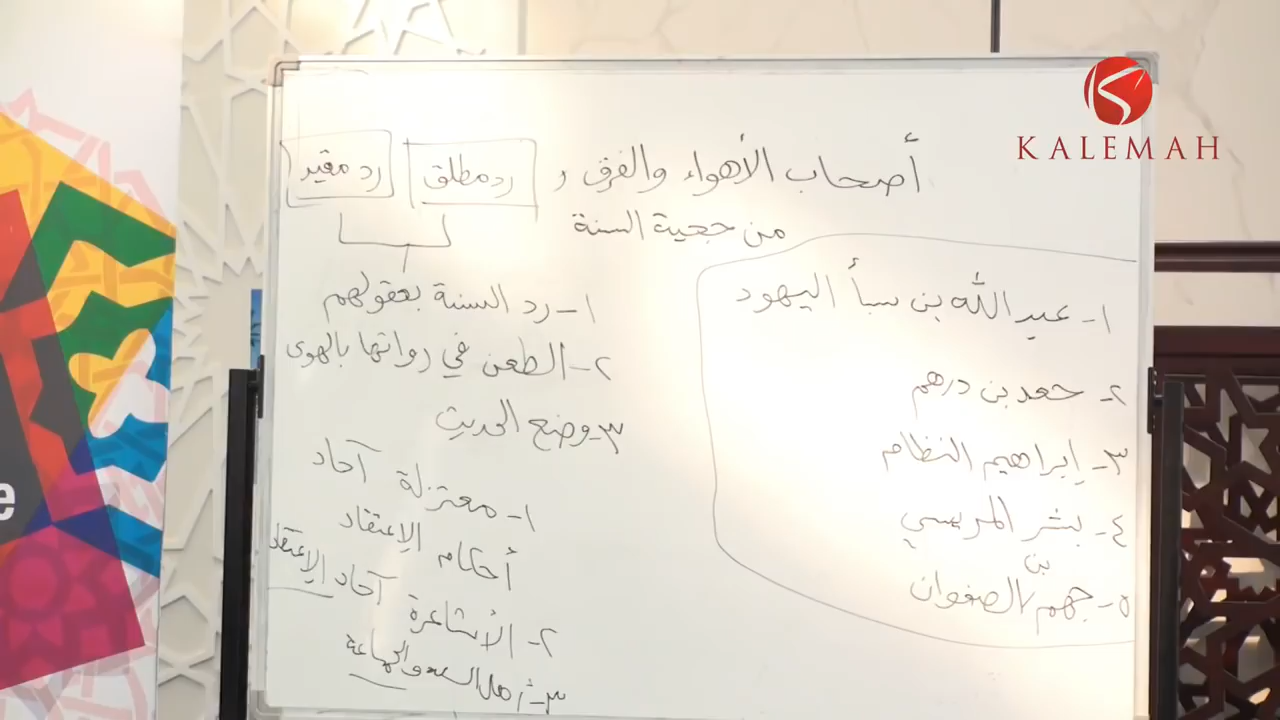 KALEMAH
أصحاب الأهواء والفرق و
من حجية السنة
١- عبد الله بن سبأ اليهود
٢- جعد بن درهم
٣- إبراهيم النظام
٤- بشر المريسي
٥- جهم بن الصفوان
رد مطلق
رد مقيد
١- رد السنة بعقولهم
٢- الطعن في رواتها بالهوى
٣- وضع الحديث
١- معتزلة آحاد
أحكام الإعتقاد
٢- الأشاعرة آحاد الإعتقاد
٣- أهل السنة والجماعة
e